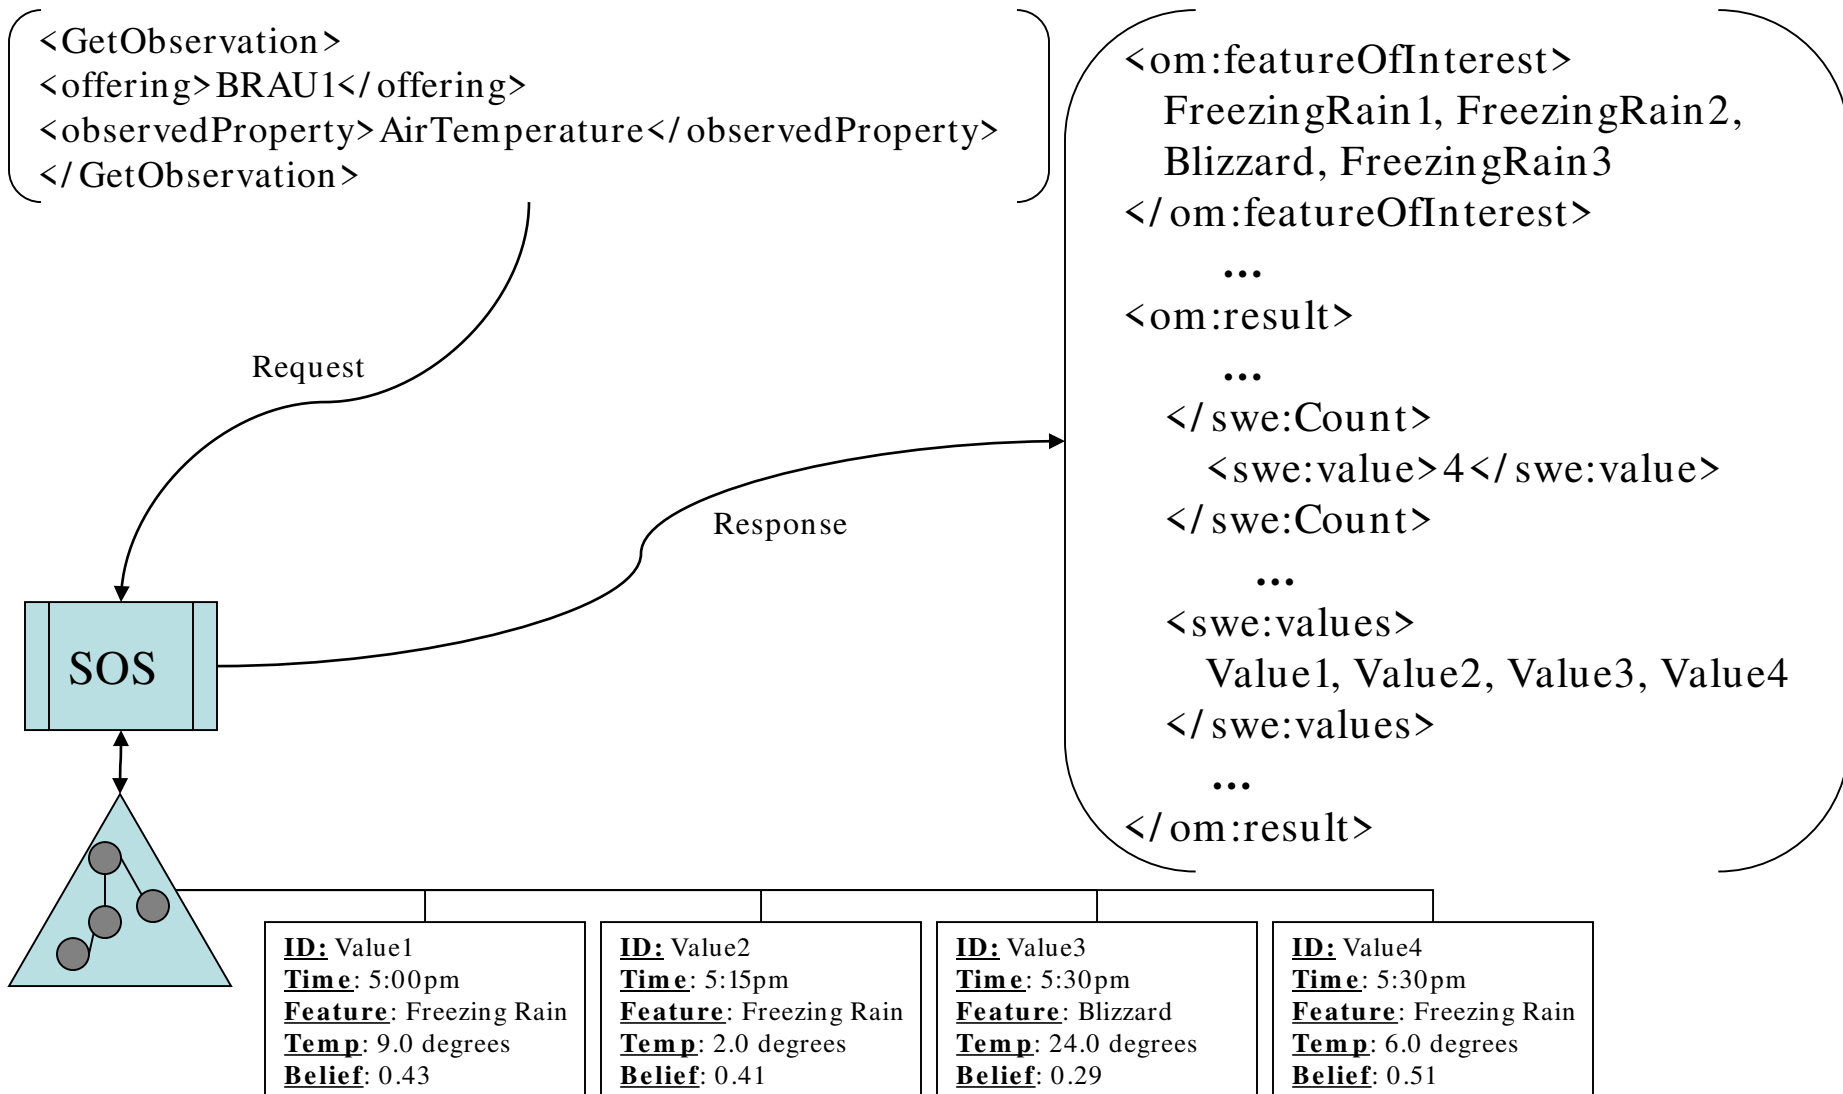 <GetObservation>
<offering>BRAU1</offering>
<observedProperty>AirTemperature</observedProperty>
</GetObservation>
Request
Response
SOS
<om:featureOfInterest>
FreezingRain1, FreezingRain2,
Blizzard, FreezingRain3
</om:featureOfInterest>
...
<om:result>
...
</swe:Count>
<swe:value>4</swe:value>
</swe:Count>
...
<swe:values>
Value1, Value2, Value3, Value4
</swe:values>
...
</om:result>
ID: Value1
Time: 5:00pm
Feature: Freezing Rain
Temp: 9.0 degrees
Belief: 0.43
ID: Value2
Time: 5:15pm
Feature: Freezing Rain
Temp: 2.0 degrees
Belief: 0.41
ID: Value3
Time: 5:30pm
Feature: Blizzard
Temp: 24.0 degrees
Belief: 0.29
ID: Value4
Time: 5:30pm
Feature: Freezing Rain
Temp: 6.0 degrees
Belief: 0.51